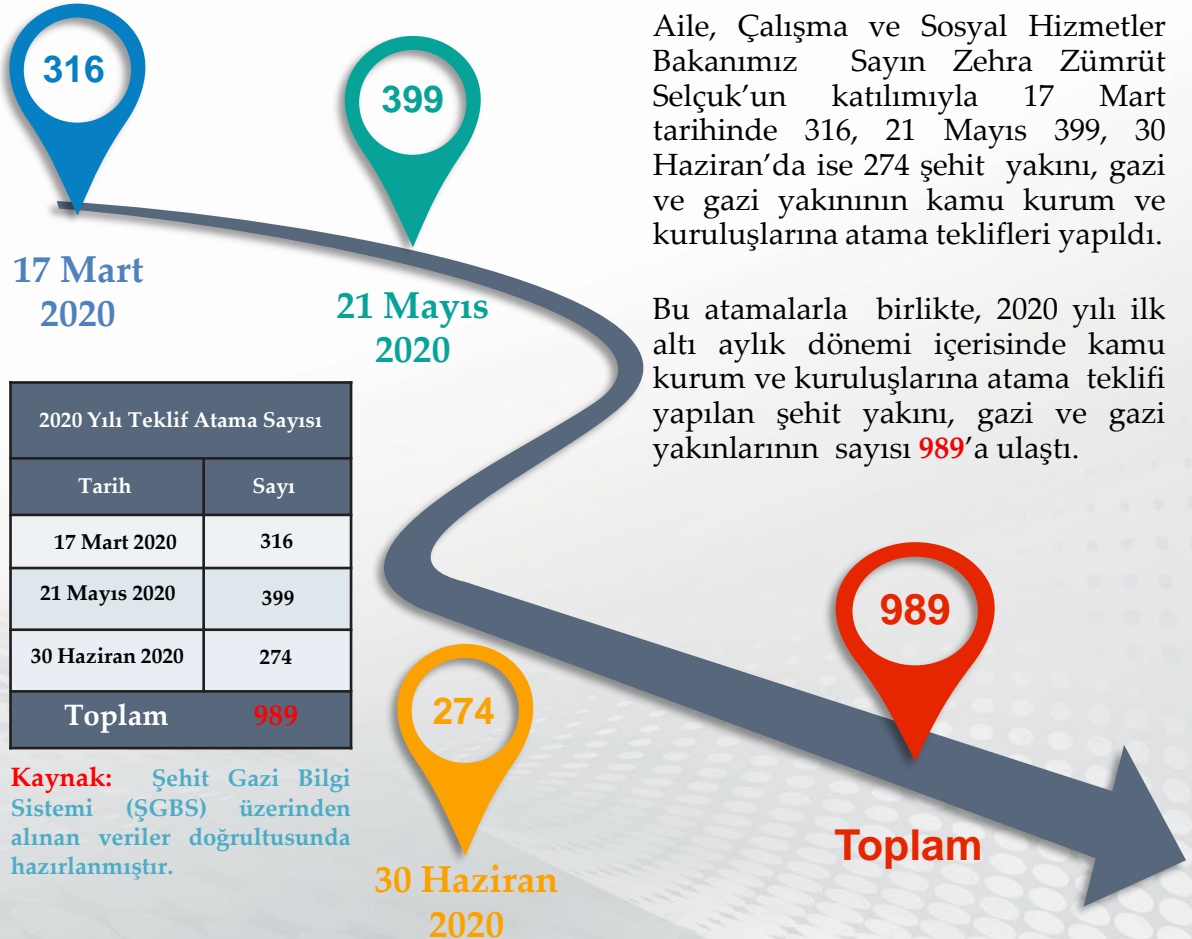 316
399
17 Mart
2020
21 Mayıs
2020
Aile, Çalışma ve Sosyal Hizmetler
Bakanımız Sayın Zehra Zümrüt
Selçuk’un katılımıyla 17 Mart
tarihinde 316, 21 Mayıs 399, 30
Haziran’da ise 274 şehit yakını, gazi
ve gazi yakınının kamu kurum ve
kuruluşlarına atama teklifleri yapıldı.
Bu atamalarla birlikte, 2020 yılı ilk
altı aylık dönemi içerisinde kamu
kurum ve kuruluşlarına atama teklifi
yapılan şehit yakını, gazi ve gazi
yakınlarının sayısı 989’a ulaştı.
2020 Yılı Teklif Atama Sayısı
Tarih Sayı
17 Mart 2020 316
21 Mayıs 2020 399
30 Haziran 2020 274
Toplam 989
Kaynak: Şehit Gazi Bilgi
Sistemi (ŞGBS) üzerinden
alınan veriler doğrultusunda
hazırlanmıştır.
274
30 Haziran
2020
989
Toplam